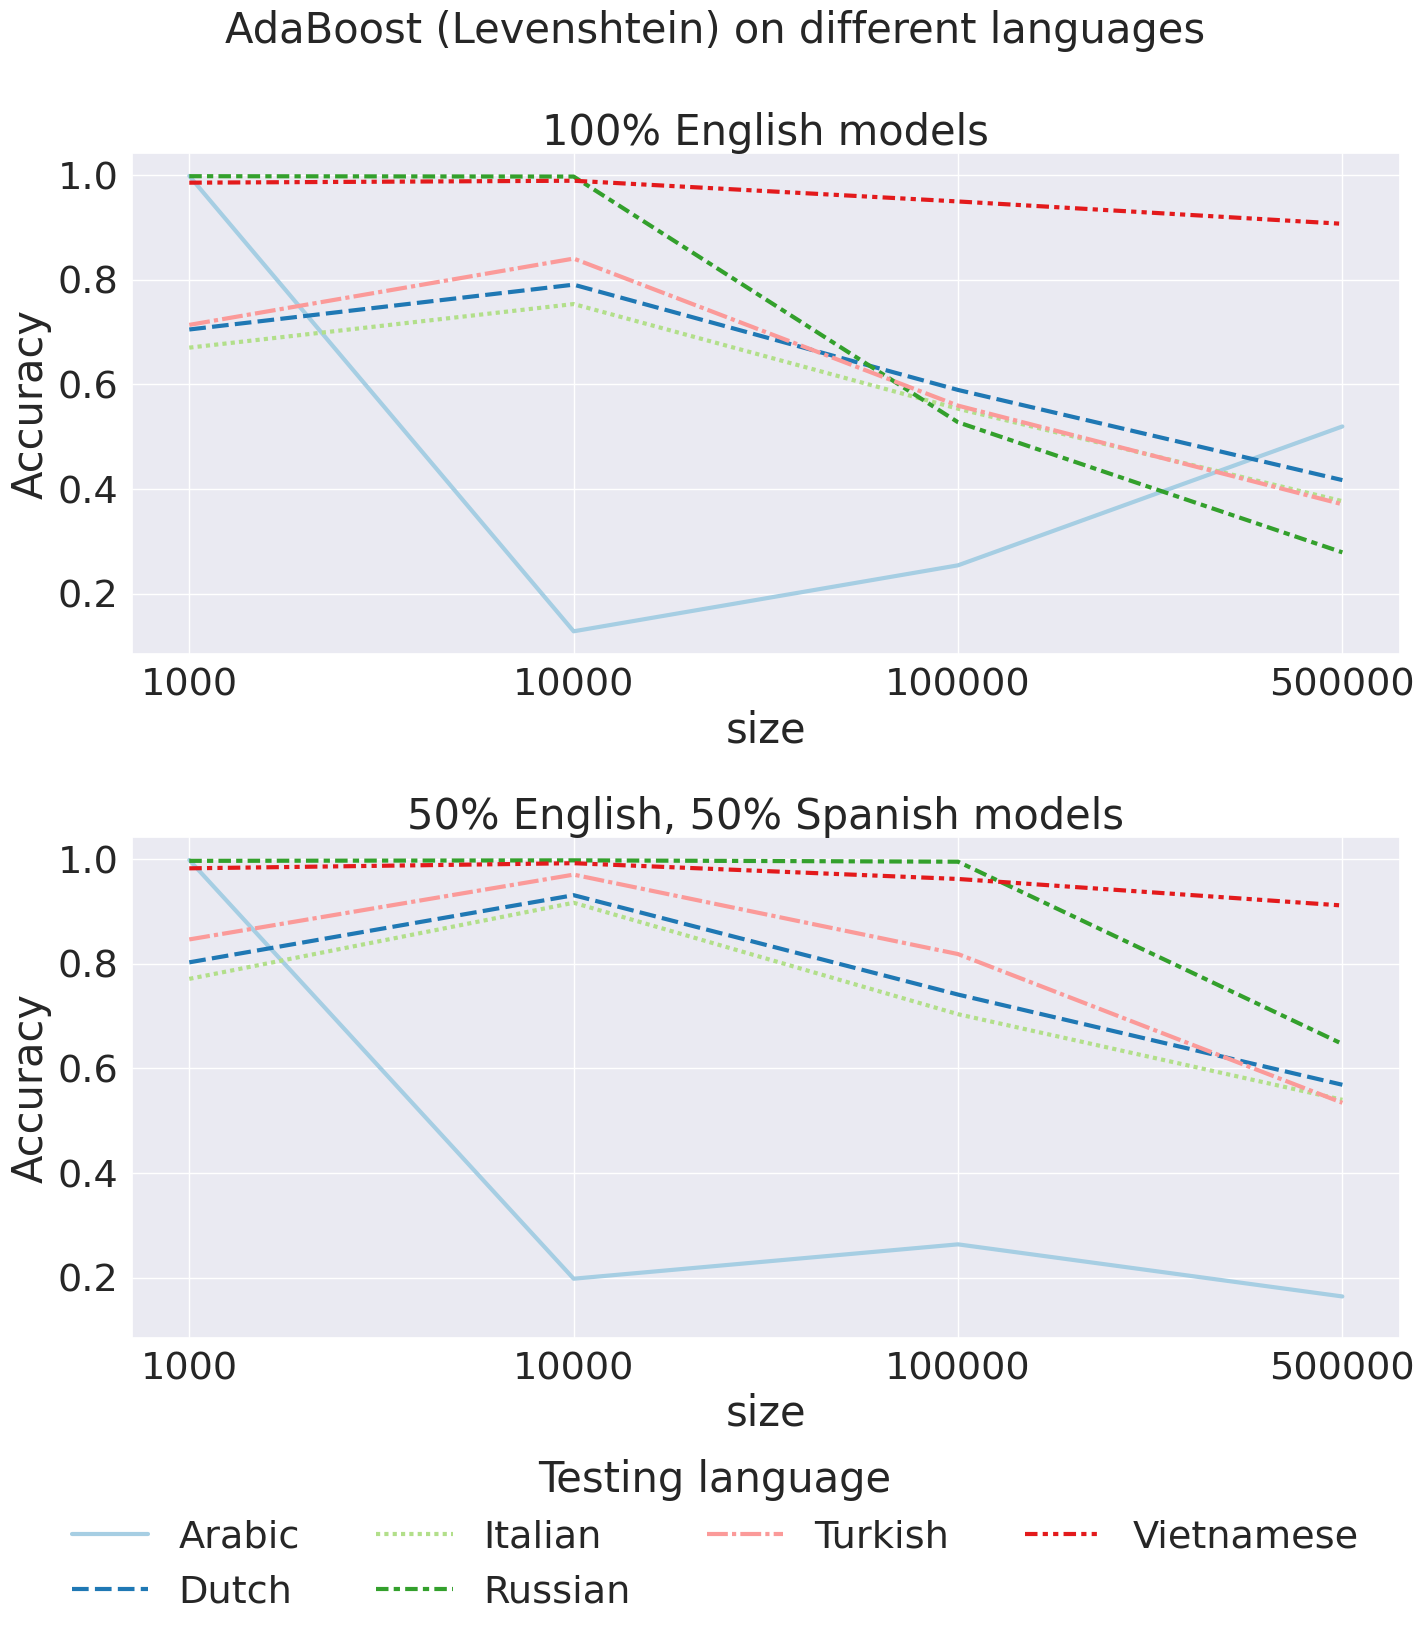 AdaBoost (Levenshtein) on different languages
100% English models
Accuracy
1.0
0.8
0.6
0.4
0.2
1000 10000 100000 500000
size
50% English, 50% Spanish models
Accuracy
1.0
0.8
0.6
0.4
0.2
1000 10000 100000 500000
size
Testing language
Arabic Italian Turkish Vietnamese
Dutch Russian